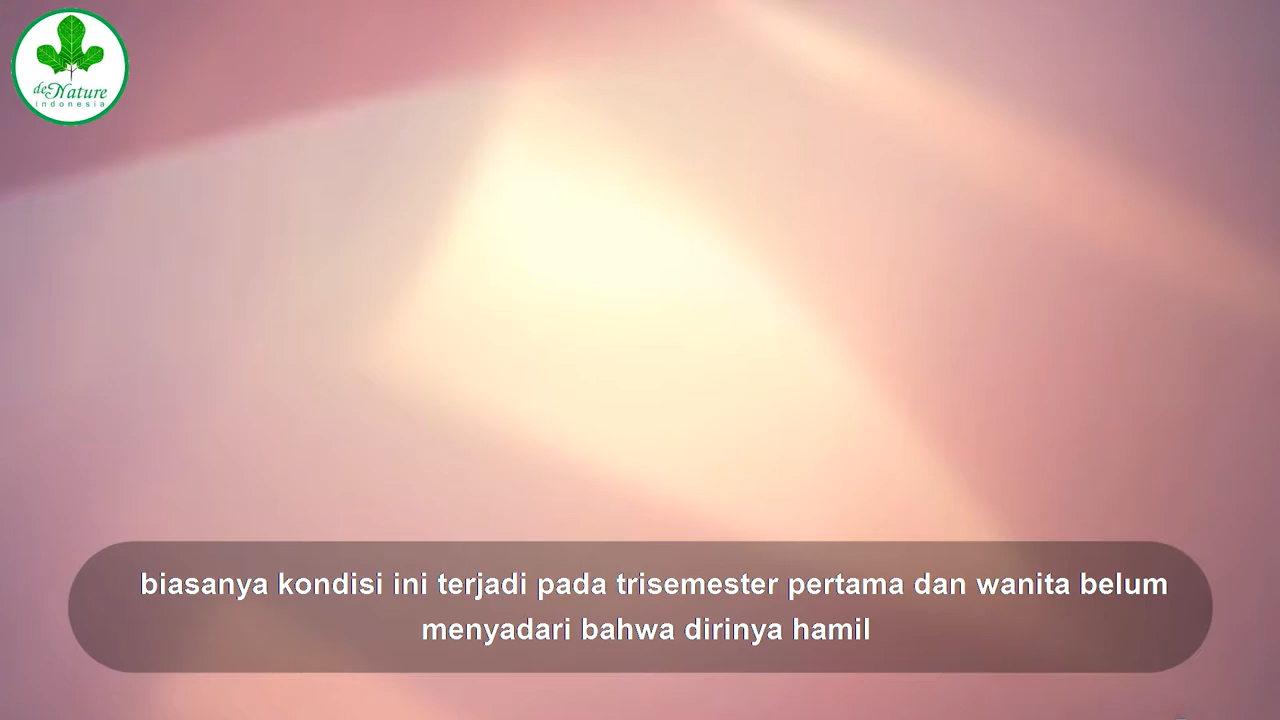 deNature
indonesia
biasanya kondisi ini terjadi pada trisemester pertama dan wanita belum
menyadari bahwa dirinya hamil